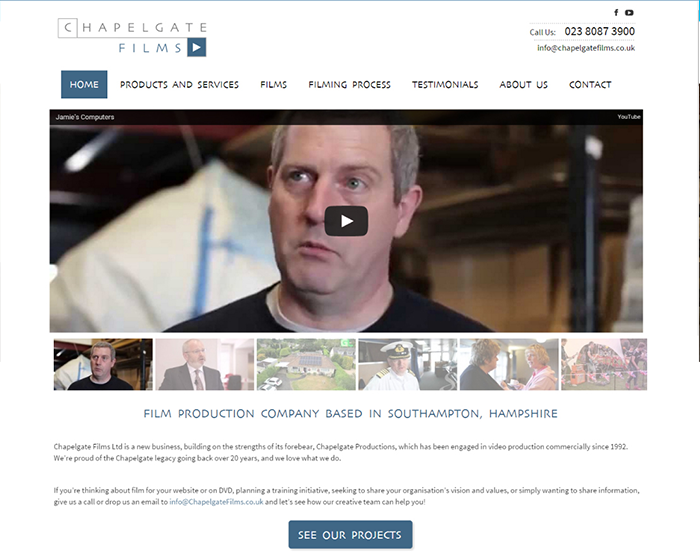 CHAPELGATE
FILMS
Call Us: 023 8087 3900
info@chapelgatefilms.co.uk
HOME PRODUCTS AND SERVICES FILMS FILMING PROCESS TESTIMONIALS ABOUT US CONTACT
Jamie's Computers YouTube
FILM PRODUCTION COMPANY BASED IN SOUTHAMPTON, HAMPSHIRE
Chapelgate Films Ltd is a new business, building on the strengths of its forbear, Chapelgate Productions, which has been engaged in video production commercially since 1992.
We're proud of the Chapelgate legacy going back over 20 years, and we love what we do.
If you're thinking about film for your website or on DVD, planning a training initiative, seeking to share your organisation's vision and values, or simply wanting to share information,
give us a call or drop us an email to info@ChapelgateFilms.co.uk and let's see how our creative team can help you!
SEE OUR PROJECTS